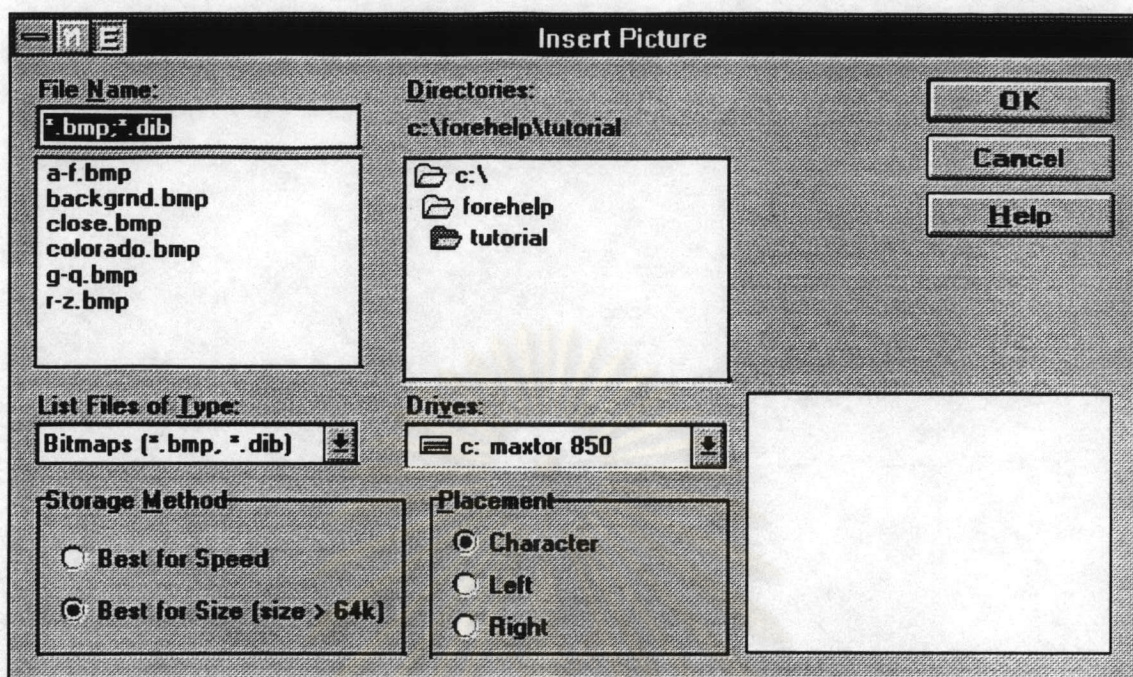 M E Insert Picture
File Name:
*.bmp;*.dib
a-f.bmp
backgrnd.bmp
close.bmp
colorado.bmp
g-q.bmp
r-z.bmp
Directories:
c:\forehelp\tutorial
c:\
forehelp
tutorial
OK
Cancel
Help
List Files of Type:
Bitmaps (*.bmp, *.dib)
Drives:
c: maxtor 850
Storage Method
Best for Speed
Best for Size (size > 64k)
Placement
Character
Left
Right